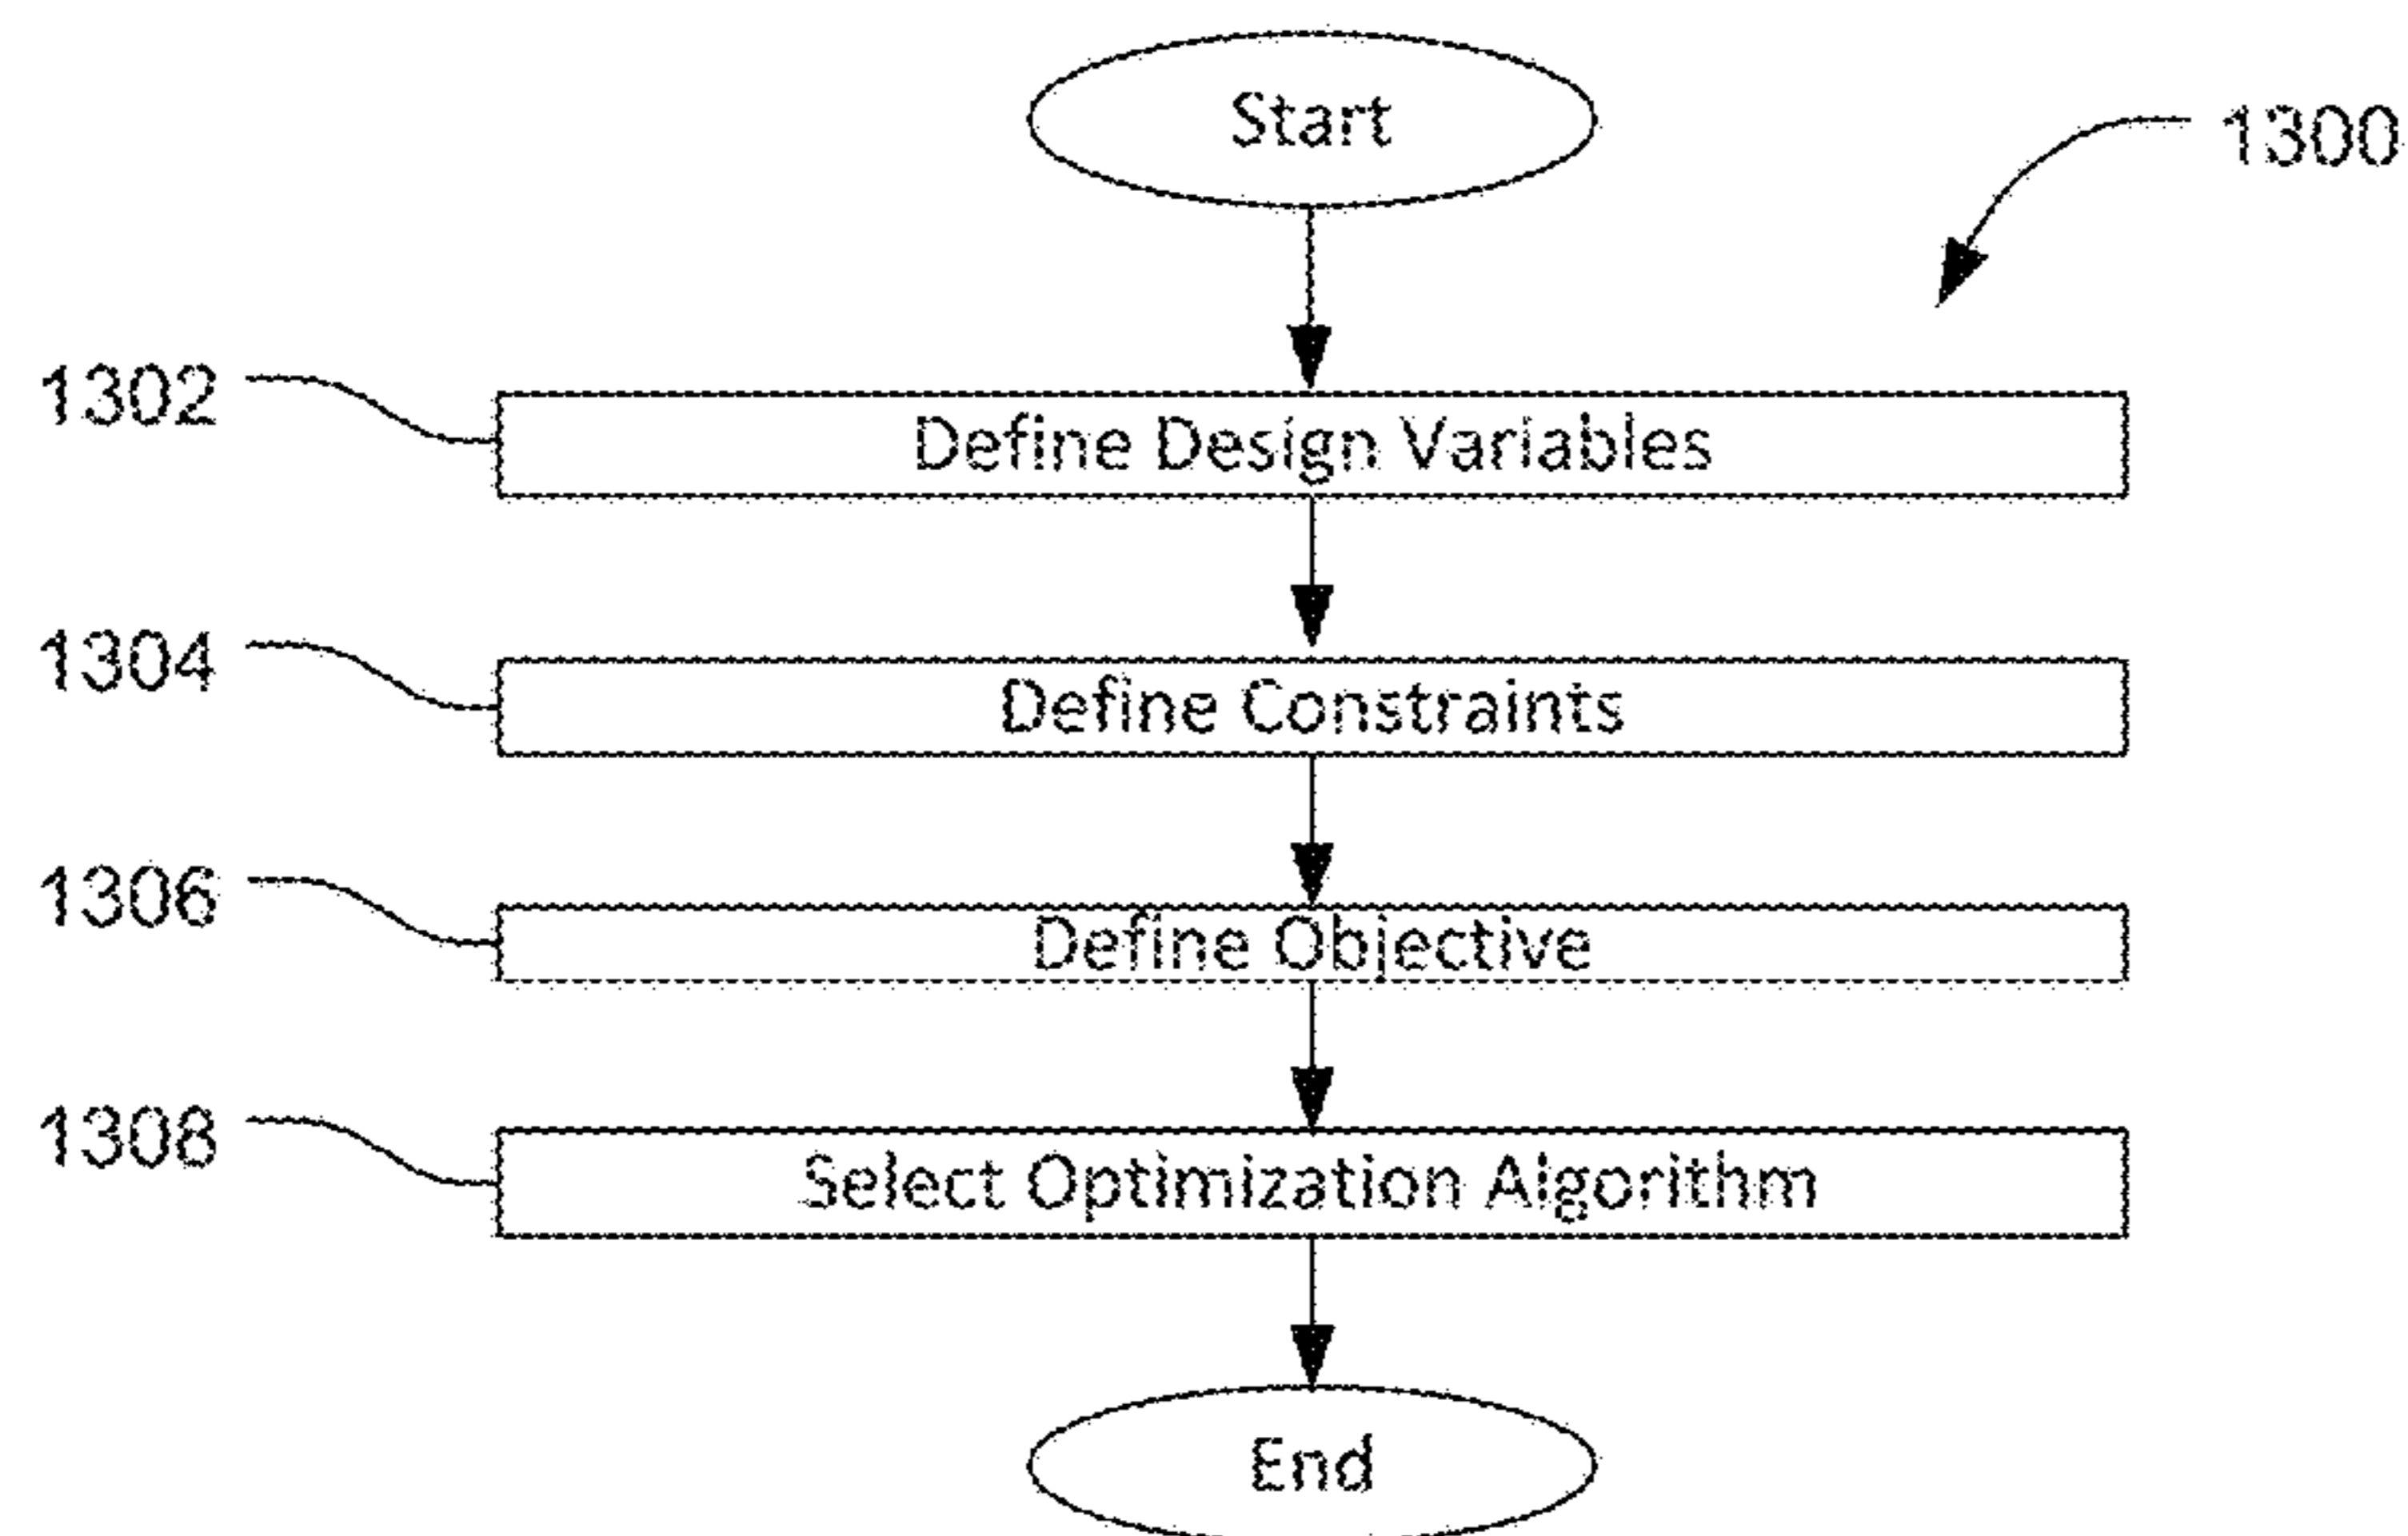 Start
1300
1302
Define Design Variables
1304
Define Constraints
1306
Define Objective
1308
Select Optimization Algorithm
End